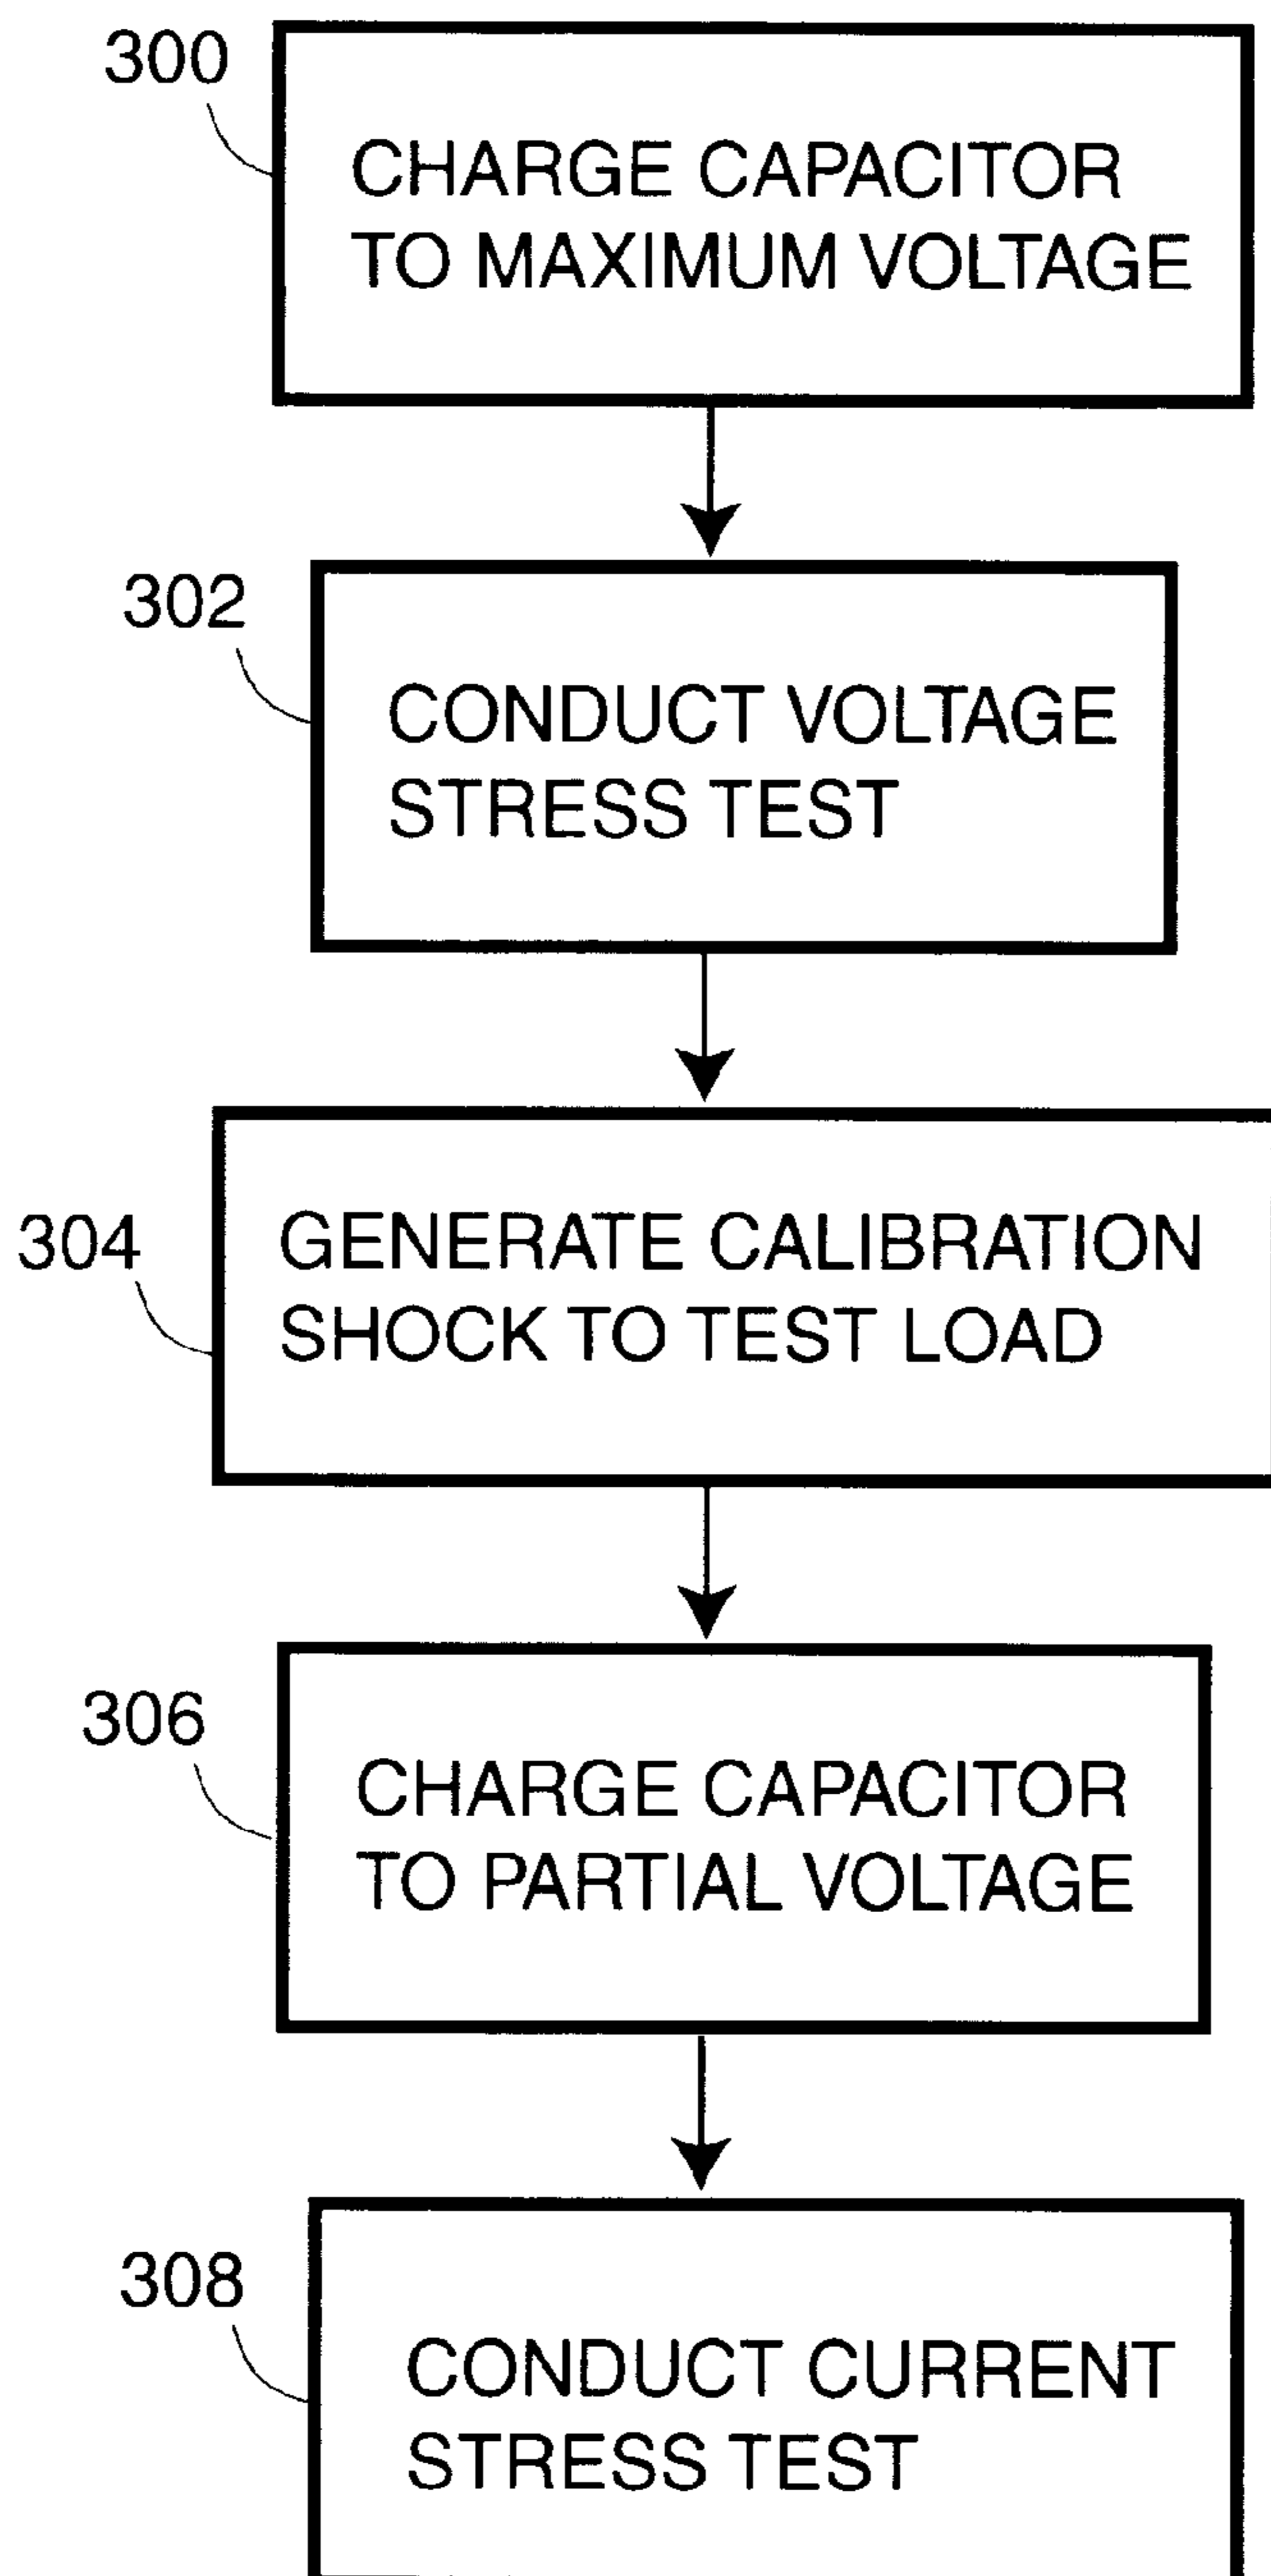 300
CHARGE CAPACITOR
TO MAXIMUM VOLTAGE
302
CONDUCT VOLTAGE
STRESS TEST
304
GENERATE CALIBRATION
SHOCK TO TEST LOAD
306
CHARGE CAPACITOR
TO PARTIAL VOLTAGE
308
CONDUCT CURRENT
STRESS TEST